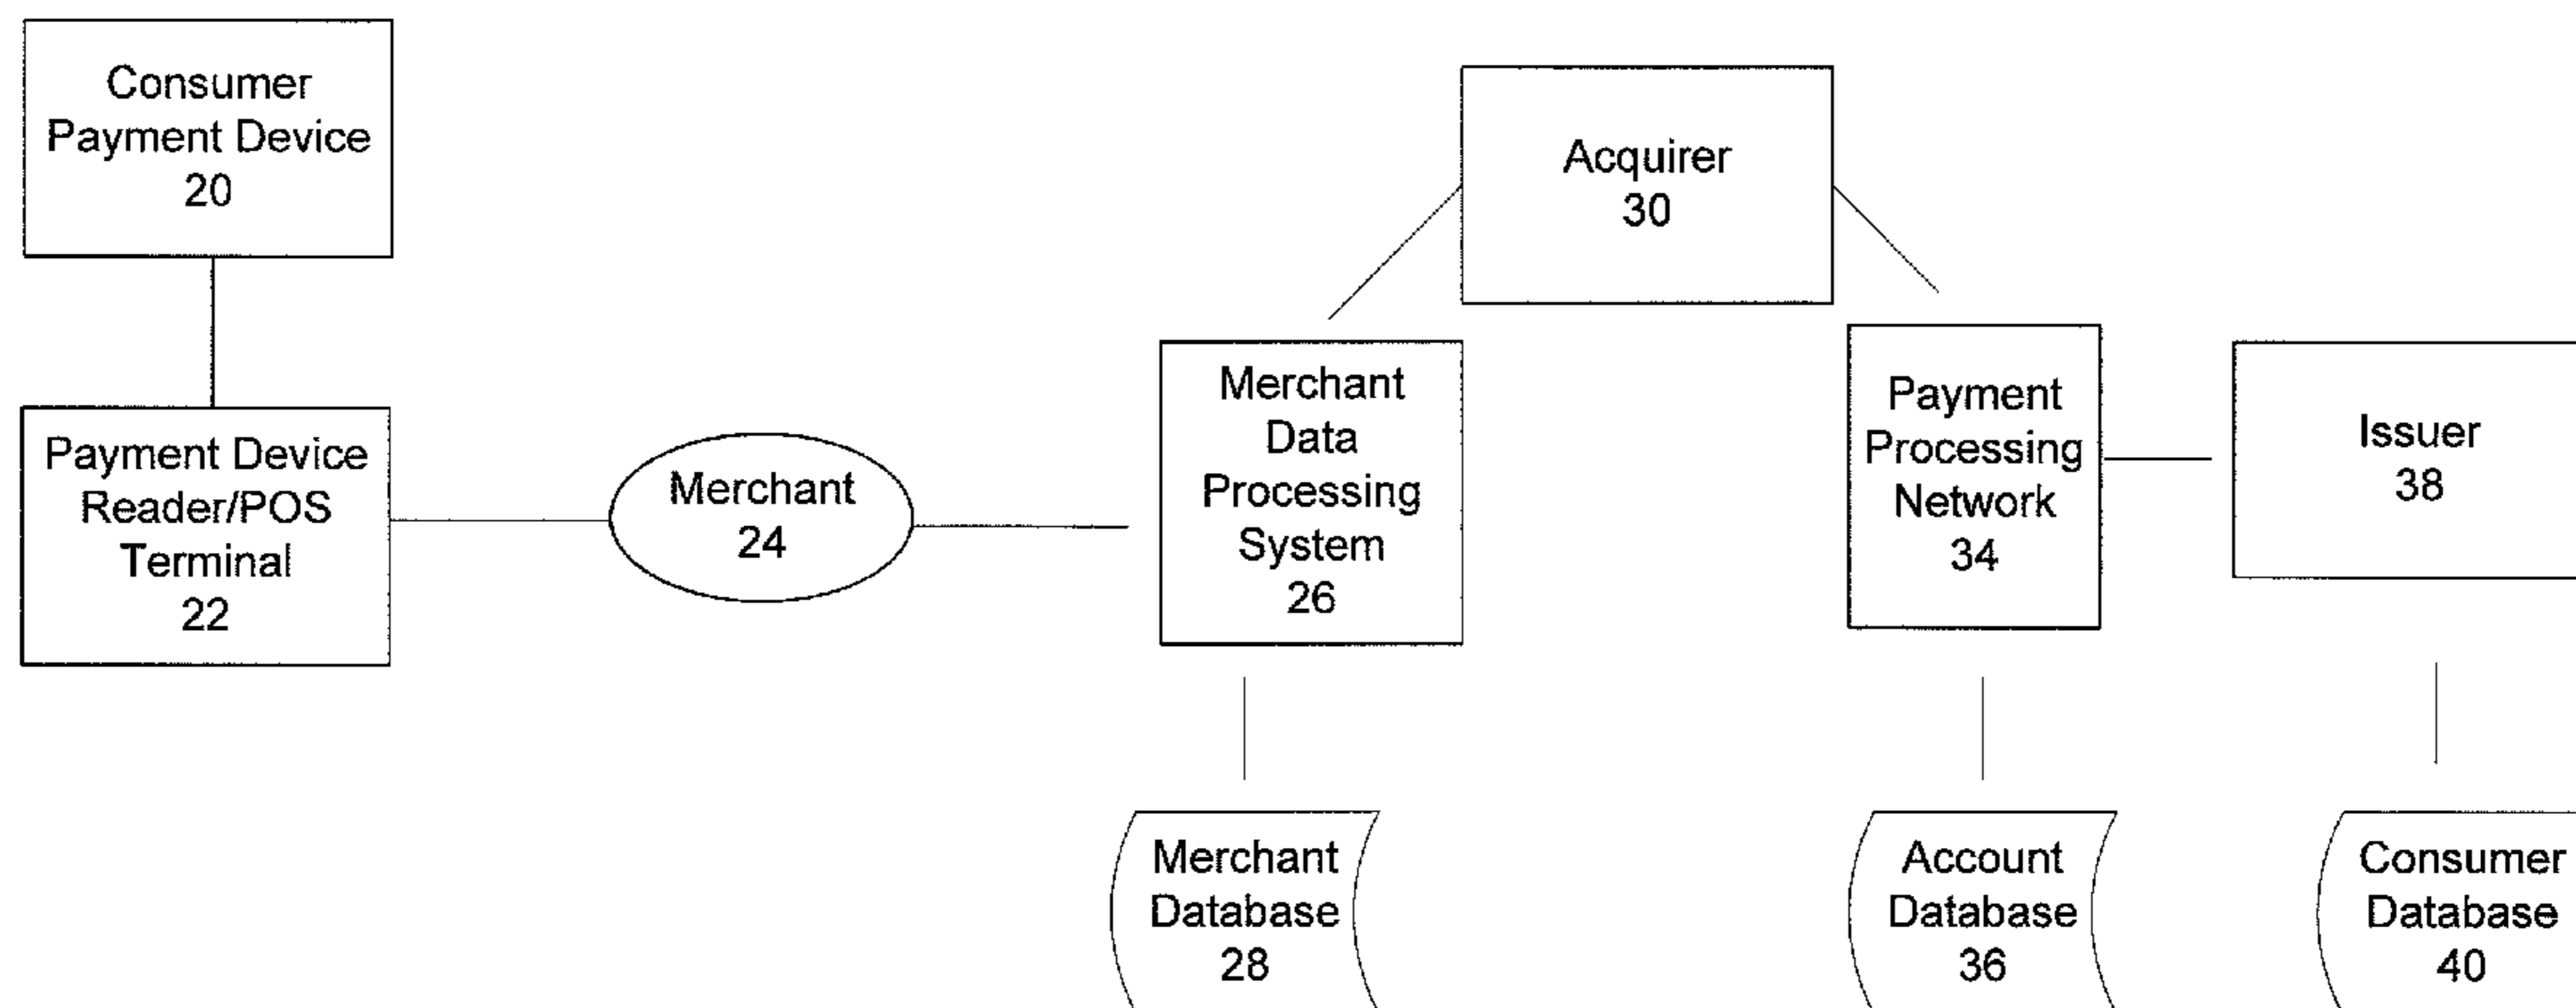 Consumer
Payment Device
20
Acquirer
30
Payment Device
Reader/POS
Terminal
22
Merchant
24
Merchant
Data
Processing
System
26
Payment
Processing
Network
34
Issuer
38
Merchant
Database
28
Account
Database
36
Consumer
Database
40